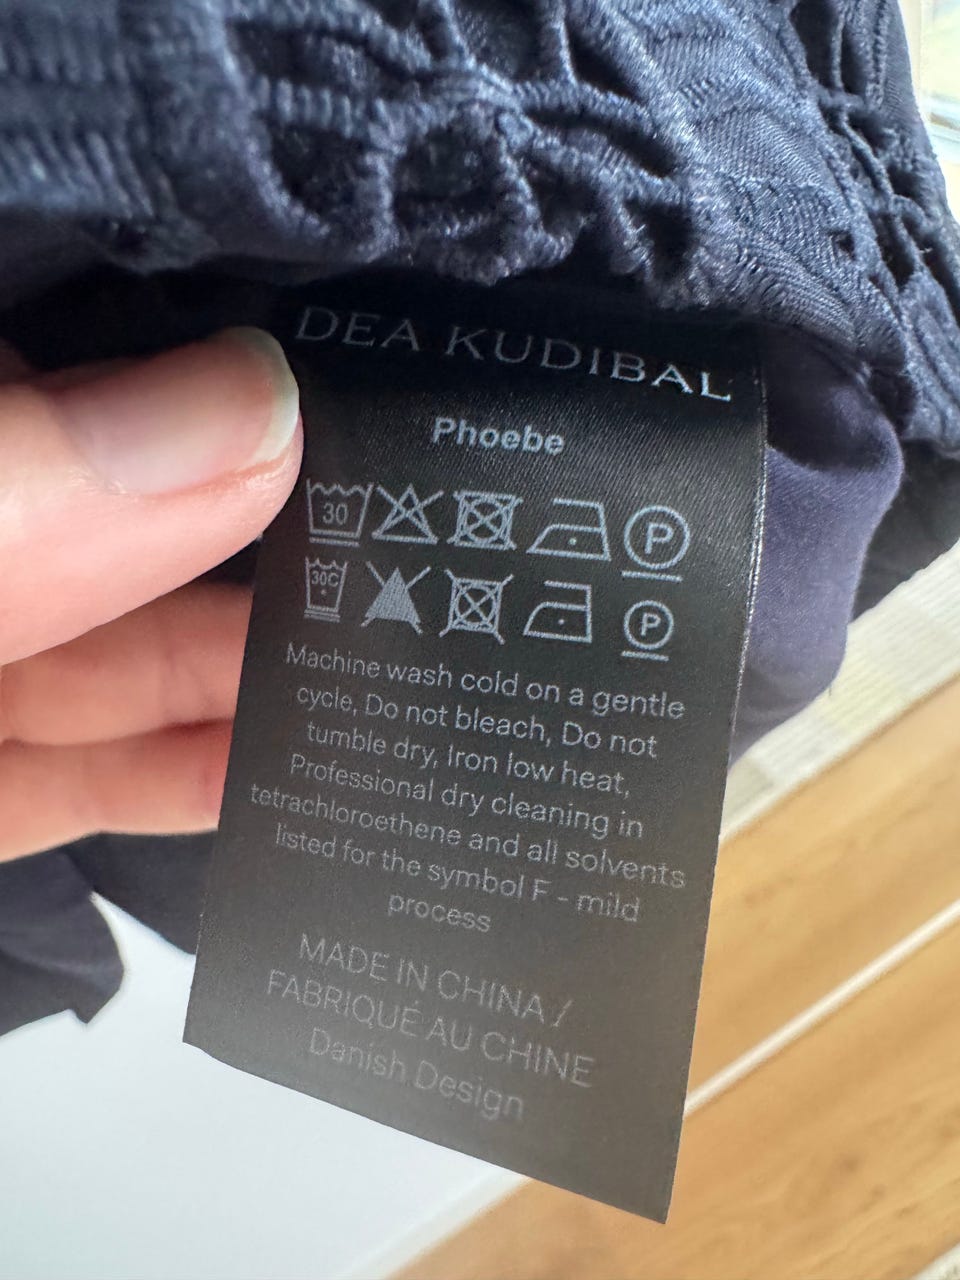 DEA KUDIBAL
Phoebe
30 P
30C P
Machine wash cold on a gentle
cycle, Do not bleach, Do not
tumble dry, Iron low heat,
Professional dry cleaning in
tetrachloroethene and all solvents
listed for the symbol F - mild
process
MADE IN CHINA /
FABRIQUÉ AU CHINE
Danish Design